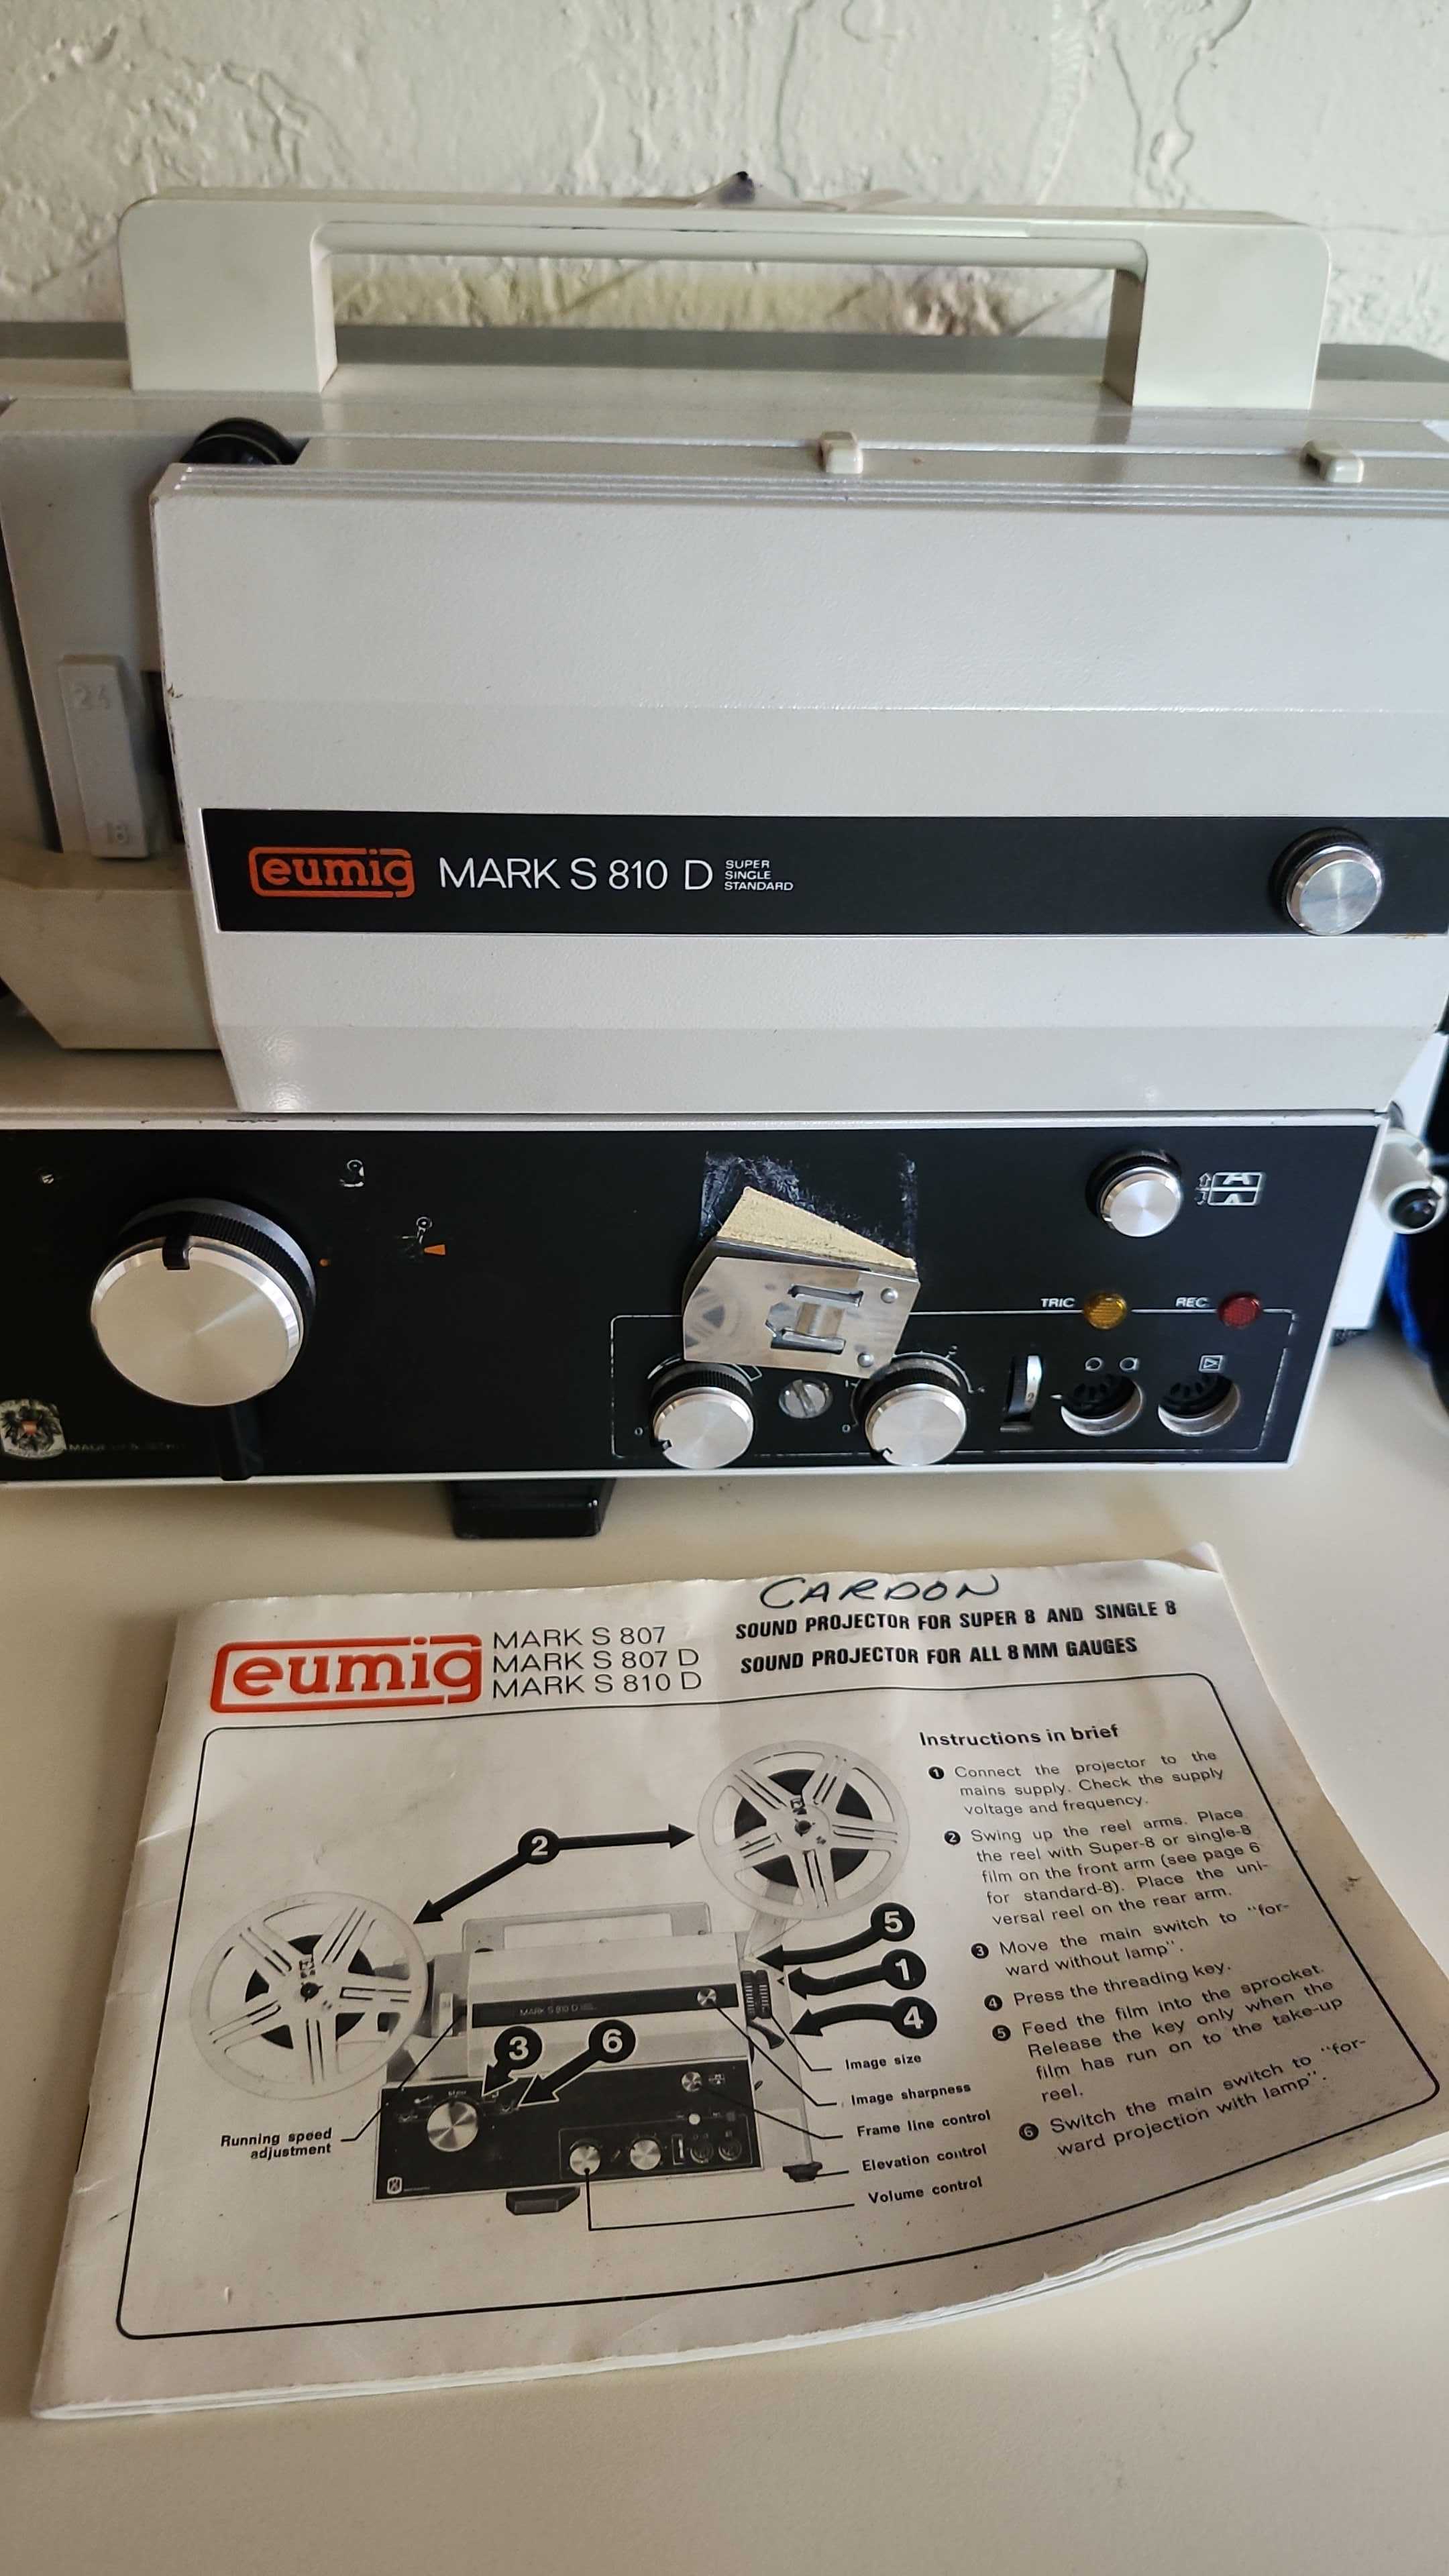 24
18
eumig MARK S 810 D SUPER
SINGLE
STANDARD
TRIC REC
0
0
2
CARDON
eumig MARK S 807
MARK S 807 D
MARK S 810 D
SOUND PROJECTOR FOR SUPER 8 AND SINGLE 8
SOUND PROJECTOR FOR ALL 8 MM GAUGES
Instructions in brief
1 Connect the projector to the
mains supply. Check the supply
voltage and frequency.
2 Swing up the reel arms. Place
the reel with Super-8 or single-8
film on the front arm (see page 6
for standard-8). Place the uni-
versal reel on the rear arm.
3 Move the main switch to "for-
ward without lamp".
4 Press the threading key.
5 Feed the film into the sprocket.
Release the key only when the
film has run on to the take-up
reel.
6 Switch the main switch to "for-
ward projection with lamp".
2
5
1
4
3
6
MARK S 810 D
Image size
Image sharpness
Frame line control
Elevation control
Volume control
Running speed
adjustment